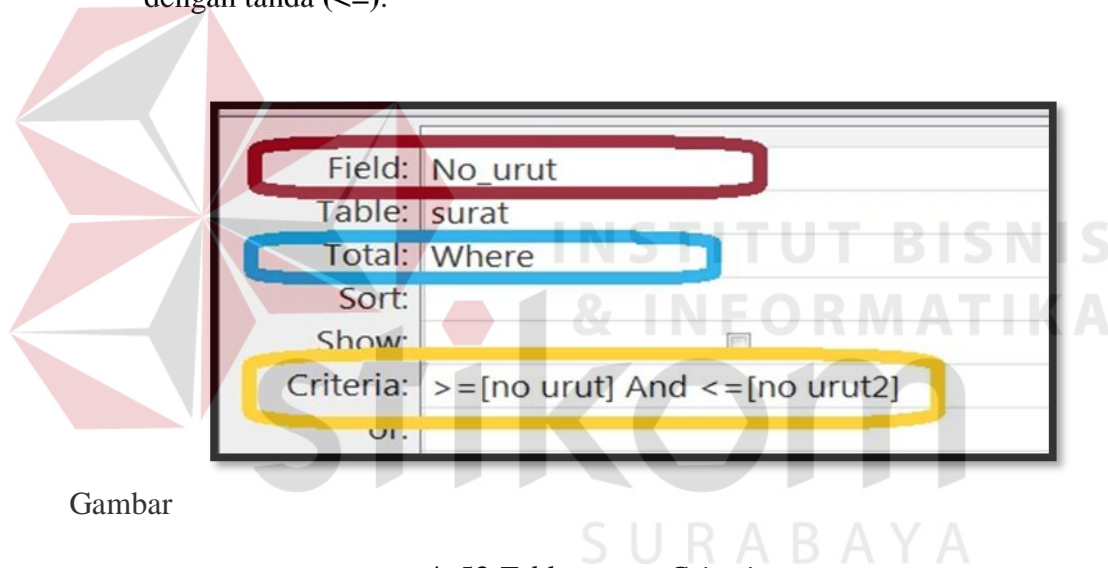 dengan tanda (<=).
Field: No_urut
Table: surat
Total: Where
Sort:
Show:
Criteria: >=[no urut] And <=[no urut2]
or:
INSTITUT BISNIS
& INFORMATIKA
stikom
SURABAYA
Gambar